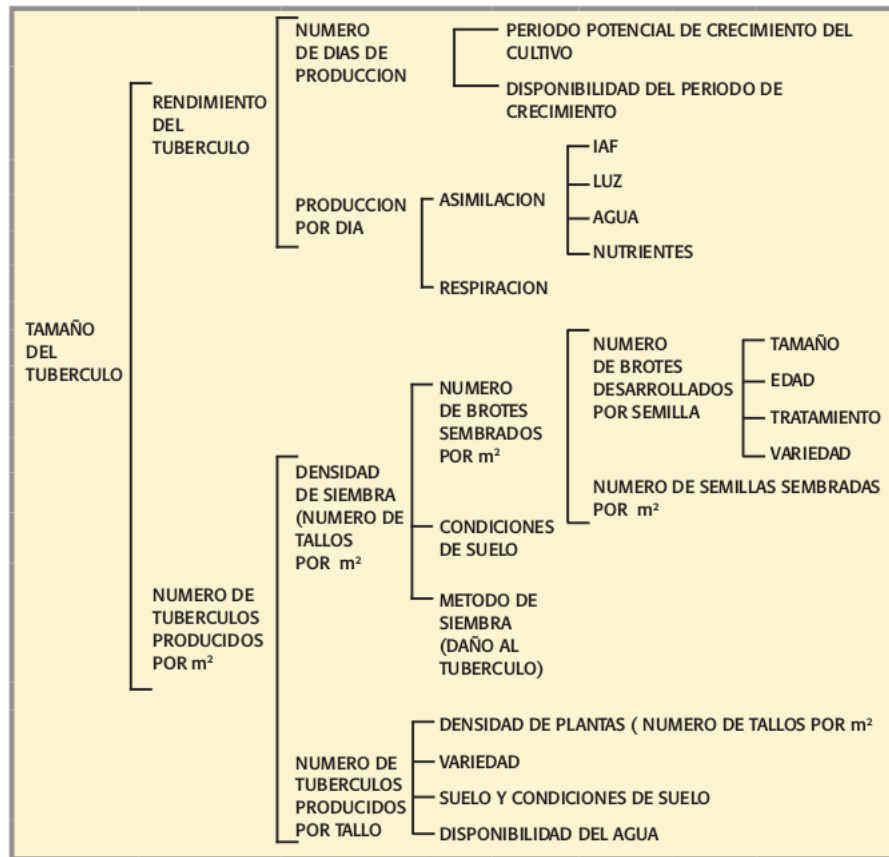 NUMERO
DE DIAS DE
PRODUCCION
PERIODO POTENCIAL DE CRECIMIENTO DEL
CULTIVO
DISPONIBILIDAD DEL PERIODO DE
CRECIMIENTO
RENDIMIENTO
DEL
TUBERCULO
PRODUCCION
POR DIA
ASIMILACION
IAF
LUZ
AGUA
NUTRIENTES
RESPIRACION
TAMAÑO
DEL
TUBERCULO
NUMERO DE
TUBERCULOS
PRODUCIDOS
POR m²
DENSIDAD
DE SIEMBRA
(NUMERO DE
TALLOS
POR m²
NUMERO
DE BROTES
SEMBRADOS
POR m²
NUMERO
DE BROTES
DESARROLLADOS
POR SEMILLA
TAMAÑO
EDAD
TRATAMIENTO
VARIEDAD
NUMERO DE SEMILLAS SEMBRADAS
POR m²
CONDICIONES
DE SUELO
METODO DE
SIEMBRA
(DAÑO AL
TUBERCULO)
NUMERO DE
TUBERCULOS
PRODUCIDOS
POR TALLO
DENSIDAD DE PLANTAS ( NUMERO DE TALLOS POR m²
VARIEDAD
SUELO Y CONDICIONES DE SUELO
DISPONIBILIDAD DEL AGUA